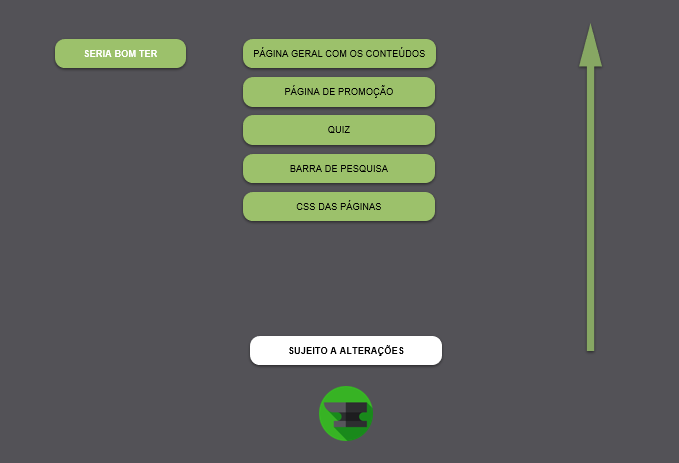 SERIA BOM TER
PÁGINA GERAL COM OS CONTEÚDOS
PÁGINA DE PROMOÇÃO
QUIZ
BARRA DE PESQUISA
CSS DAS PÁGINAS
SUJEITO A ALTERAÇÕES